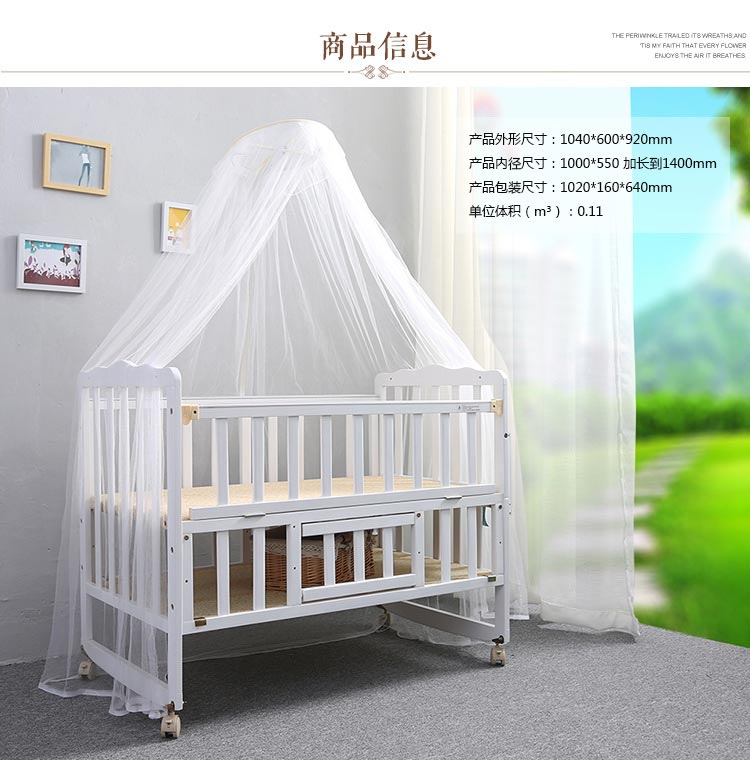 商品信息
THE PERIWINKLE TRAILED ITS WREATHS;AND
'TIS MY FAITH THAT EVERY FLOWER
ENJOYS THE AIR IT BREATHES.
产品外形尺寸：1040*600*920mm
产品内径尺寸：1000*550 加长到1400mm
产品包装尺寸：1020*160*640mm
单位体积（m³）：0.11